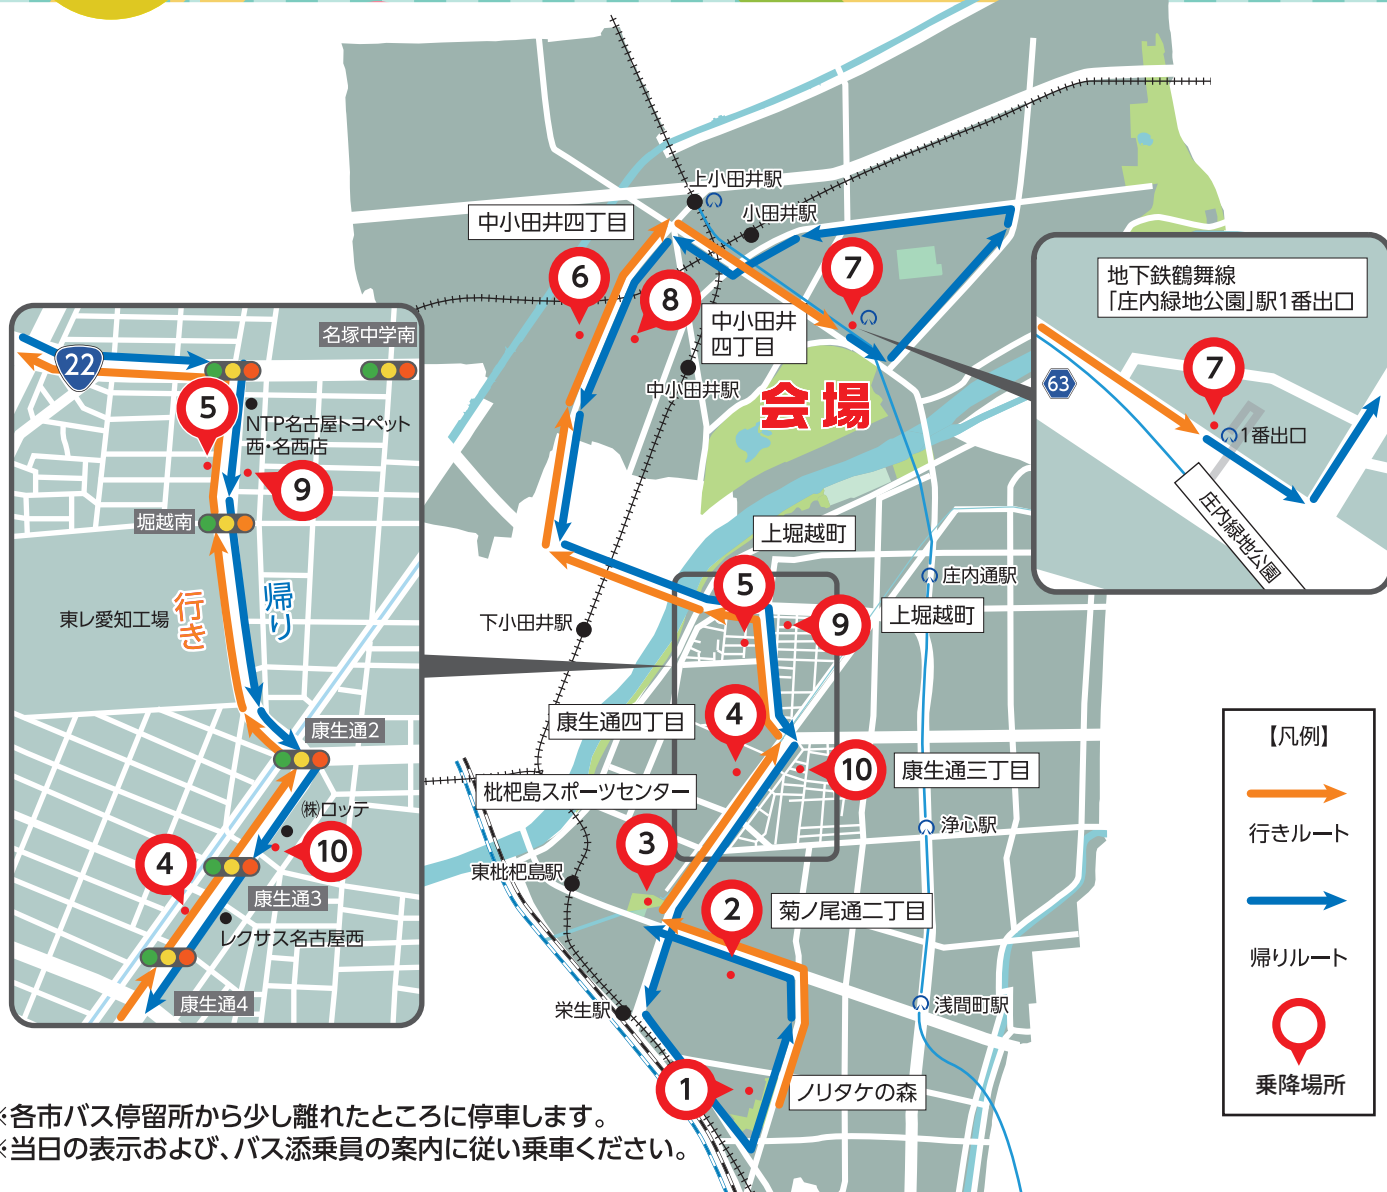 上小田井駅
中小田井四丁目
小田井駅
6
8
7
中小田井
四丁目
中小田井駅
会場
地下鉄鶴舞線
「庄内緑地公園」駅1番出口
7
63
1番出口
庄内緑地公園
名塚中学南
22
5
NTP名古屋トヨペット
西・名西店
9
堀越南
東レ愛知工場
行き
帰り
康生通2
㈱ロッテ
10
4
康生通3
レクサス名古屋西
康生通4
上堀越町
5
庄内通駅
上堀越町
9
下小田井駅
康生通四丁目
4
10
康生通三丁目
枇杷島スポーツセンター
3
浄心駅
東枇杷島駅
2
菊ノ尾通二丁目
栄生駅
浅間町駅
1
ノリタケの森
【凡例】
行きルート
帰りルート
乗降場所
※各市バス停留所から少し離れたところに停車します。
※当日の表示および、バス添乗員の案内に従い乗車ください。